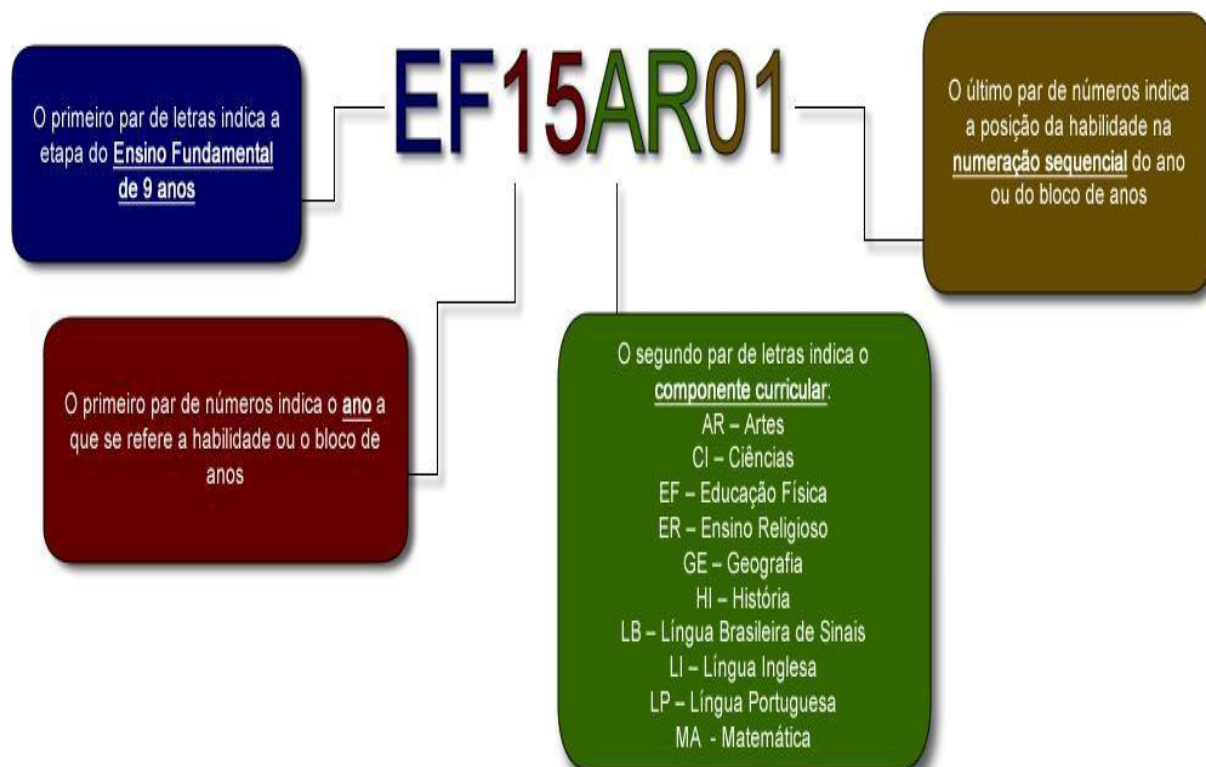 EF15AR01
O primeiro par de letras indica a
etapa do Ensino Fundamental
de 9 anos
O último par de números indica
a posição da habilidade na
numeração sequencial do ano
ou do bloco de anos
O primeiro par de números indica o ano a
que se refere a habilidade ou o bloco de
anos
O segundo par de letras indica o
componente curricular:
AR – Artes
CI – Ciências
EF – Educação Física
ER – Ensino Religioso
GE – Geografia
HI – História
LB – Língua Brasileira de Sinais
LI – Língua Inglesa
LP – Língua Portuguesa
MA - Matemática